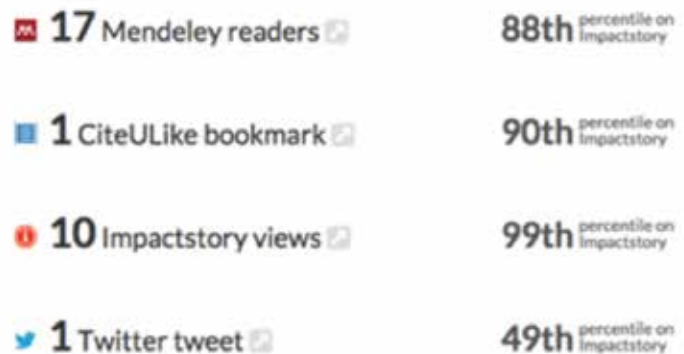 17 Mendeley readers 88th percentile on Impactstory
1 CiteULike bookmark 90th percentile on Impactstory
10 Impactstory views 99th percentile on Impactstory
1 Twitter tweet 49th percentile on Impactstory